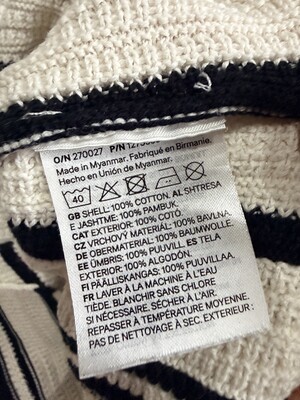 O/N 270027 P/N
Made in Myanmar. Fabriqué en Birmanie.
Hecho en Unión de Myanmar.
40
GB SHELL: 100% COTTON. AL SHTRESA
E JASHTME: 100% PAMBUK.
CAT EXTERIOR: 100% COTÓ.
CZ VRCHOVÝ MATERIÁL: 100% BAVLNA.
DE OBERMATERIAL: 100% BAUMWOLLE.
EE ÜMBRIS: 100% PUUVILL. ES TELA
EXTERIOR: 100% ALGODÓN.
FI PÄÄLLISKANGAS: 100% PUUVILLAA.
FR LAVER À LA MACHINE À L'EAU
TIÈDE. BLANCHIR SANS CHLORE
SI NÉCESSAIRE. SÉCHER À L'AIR.
REPASSER À TEMPÉRATURE MOYENNE.
PAS DE NETTOYAGE À SEC. EXTERIEUR: